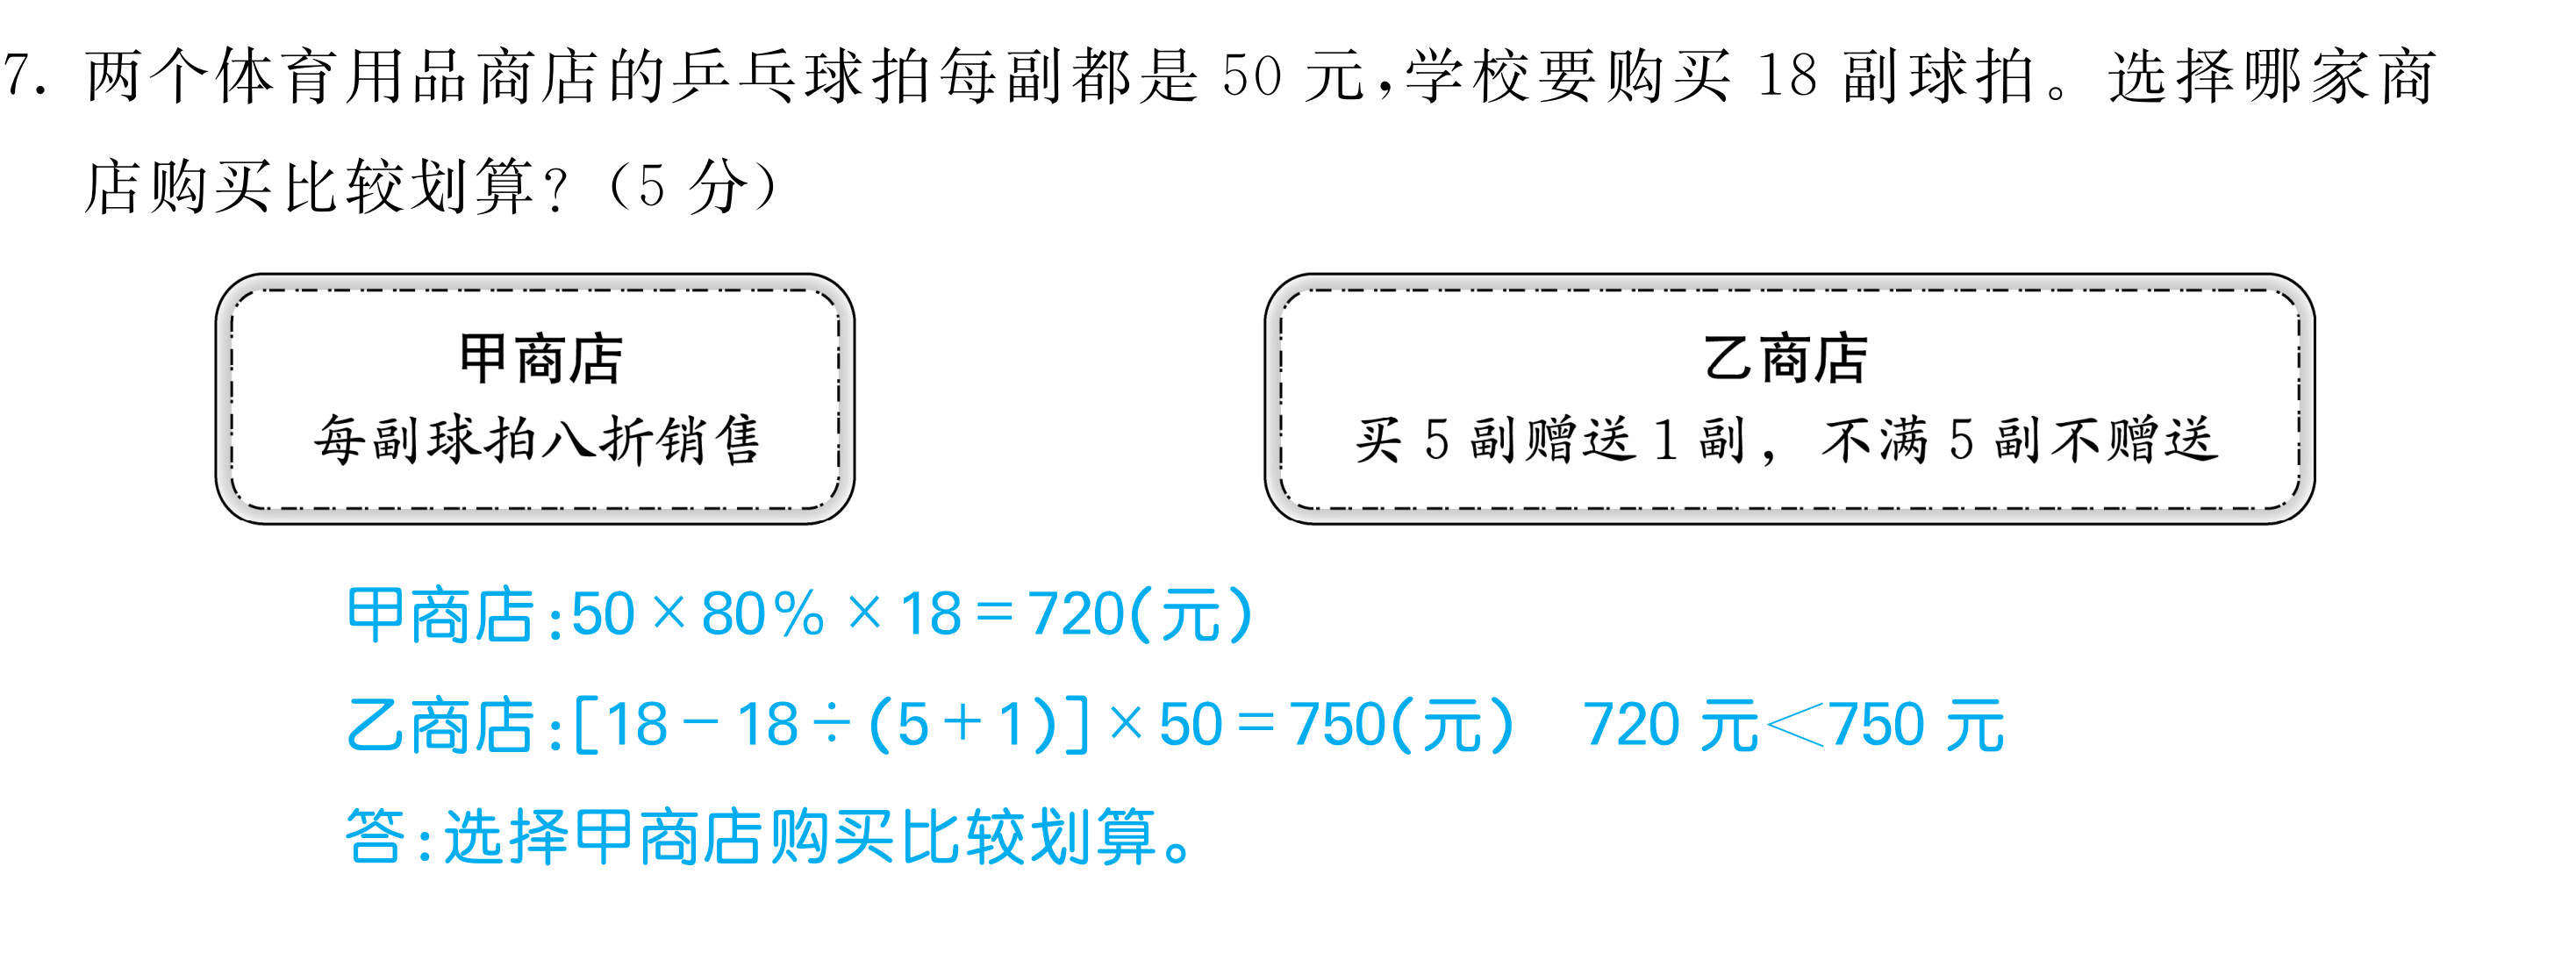 7. 两个体育用品商店的乒乓球拍每副都是 50 元,学校要购买 18 副球拍。选择哪家商
店购买比较划算?(5 分)
甲商店
每副球拍八折销售
乙商店
买 5 副赠送 1 副,不满 5 副不赠送
甲商店:50×80%×18=720(元)
乙商店:[18-18÷(5+1)]×50=750(元) 720 元<750 元
答:选择甲商店购买比较划算。